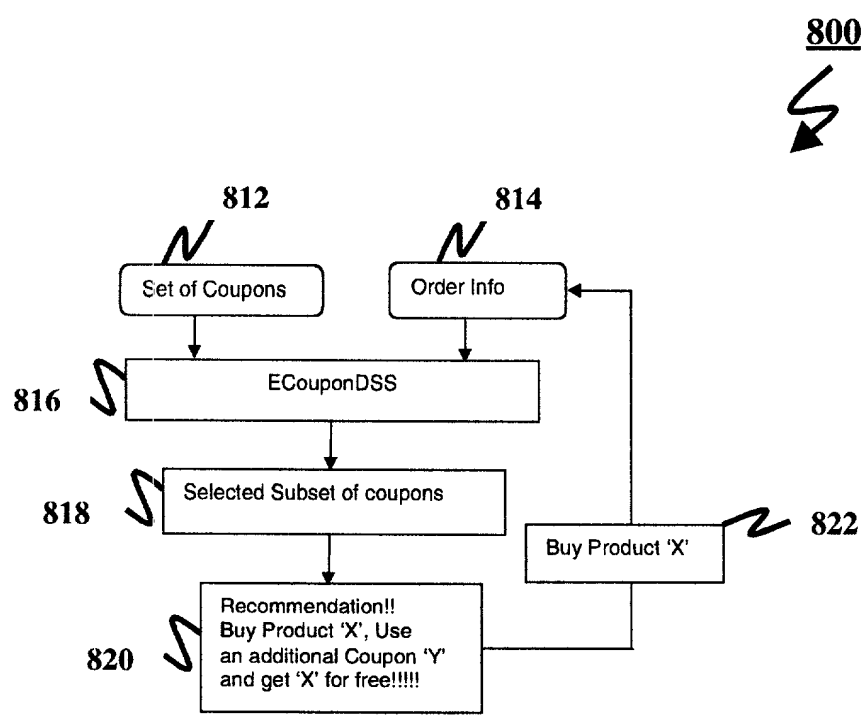 800
812
814
Set of Coupons
Order Info
816
ECouponDSS
818
Selected Subset of coupons
Buy Product ‘X’
822
820
Recommendation!!
Buy Product ‘X’, Use
an additional Coupon ‘Y’
and get ‘X’ for free!!!!!